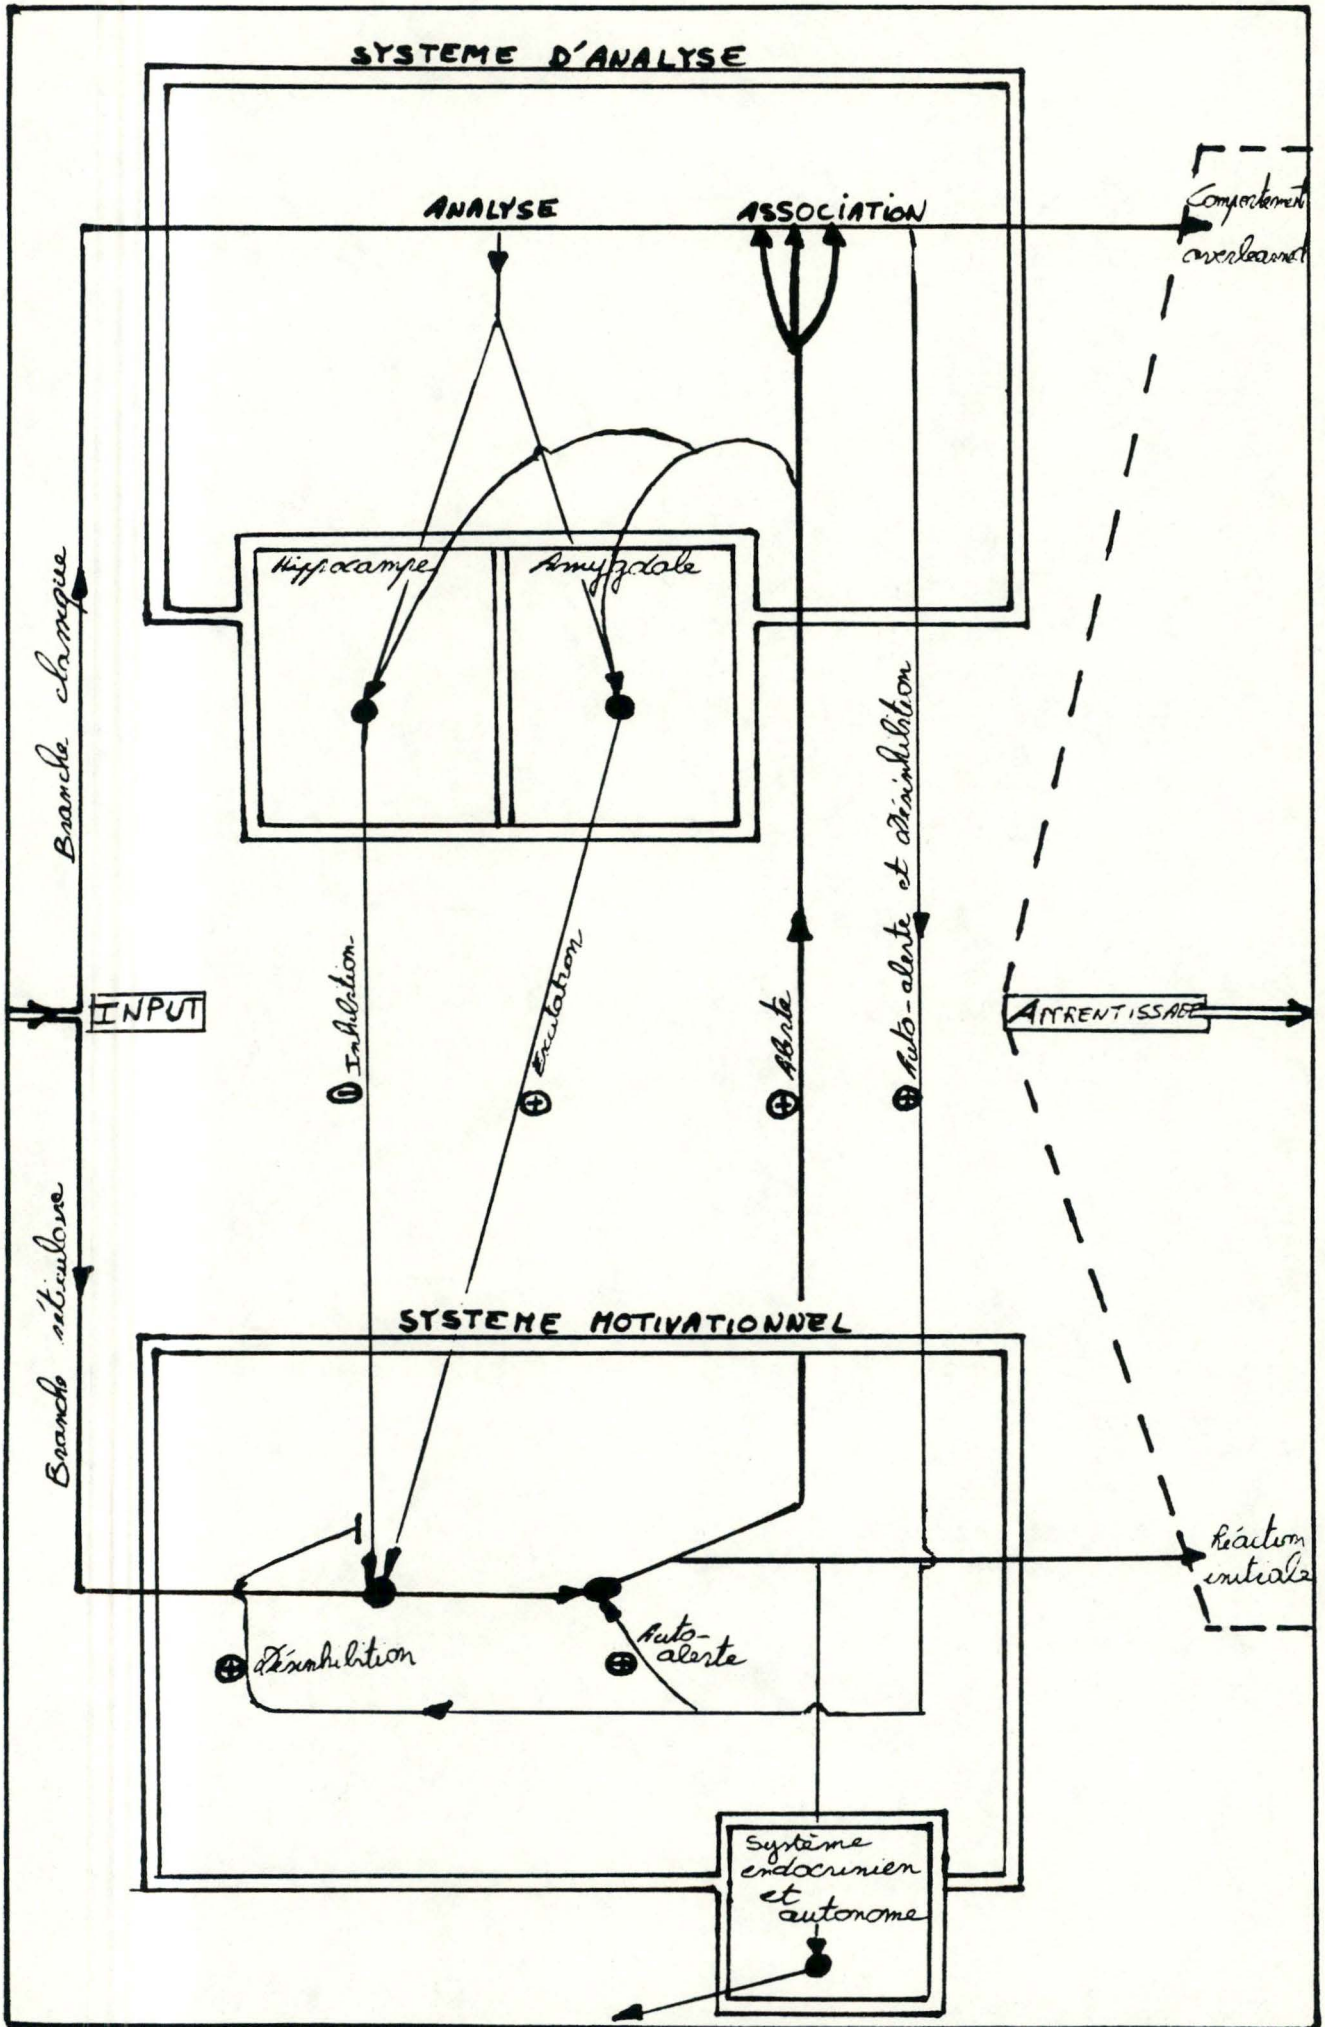 SYSTEME D'ANALYSE
ANALYSE
ASSOCIATION
Comportement
overlearned
Hippocampe
Amygdale
Branche classique
Auto-alerte et désinhibition
Inhibition
Excitation
Alerte
INPUT
APPRENTISSAGE
⊖
⊕
⊕
⊕
Branche réticulaire
SYSTEME MOTIVATIONNEL
Réaction
initiale
⊕ Désinhibition
⊕ Auto-
alerte
Système
endocrinien
et
autonome